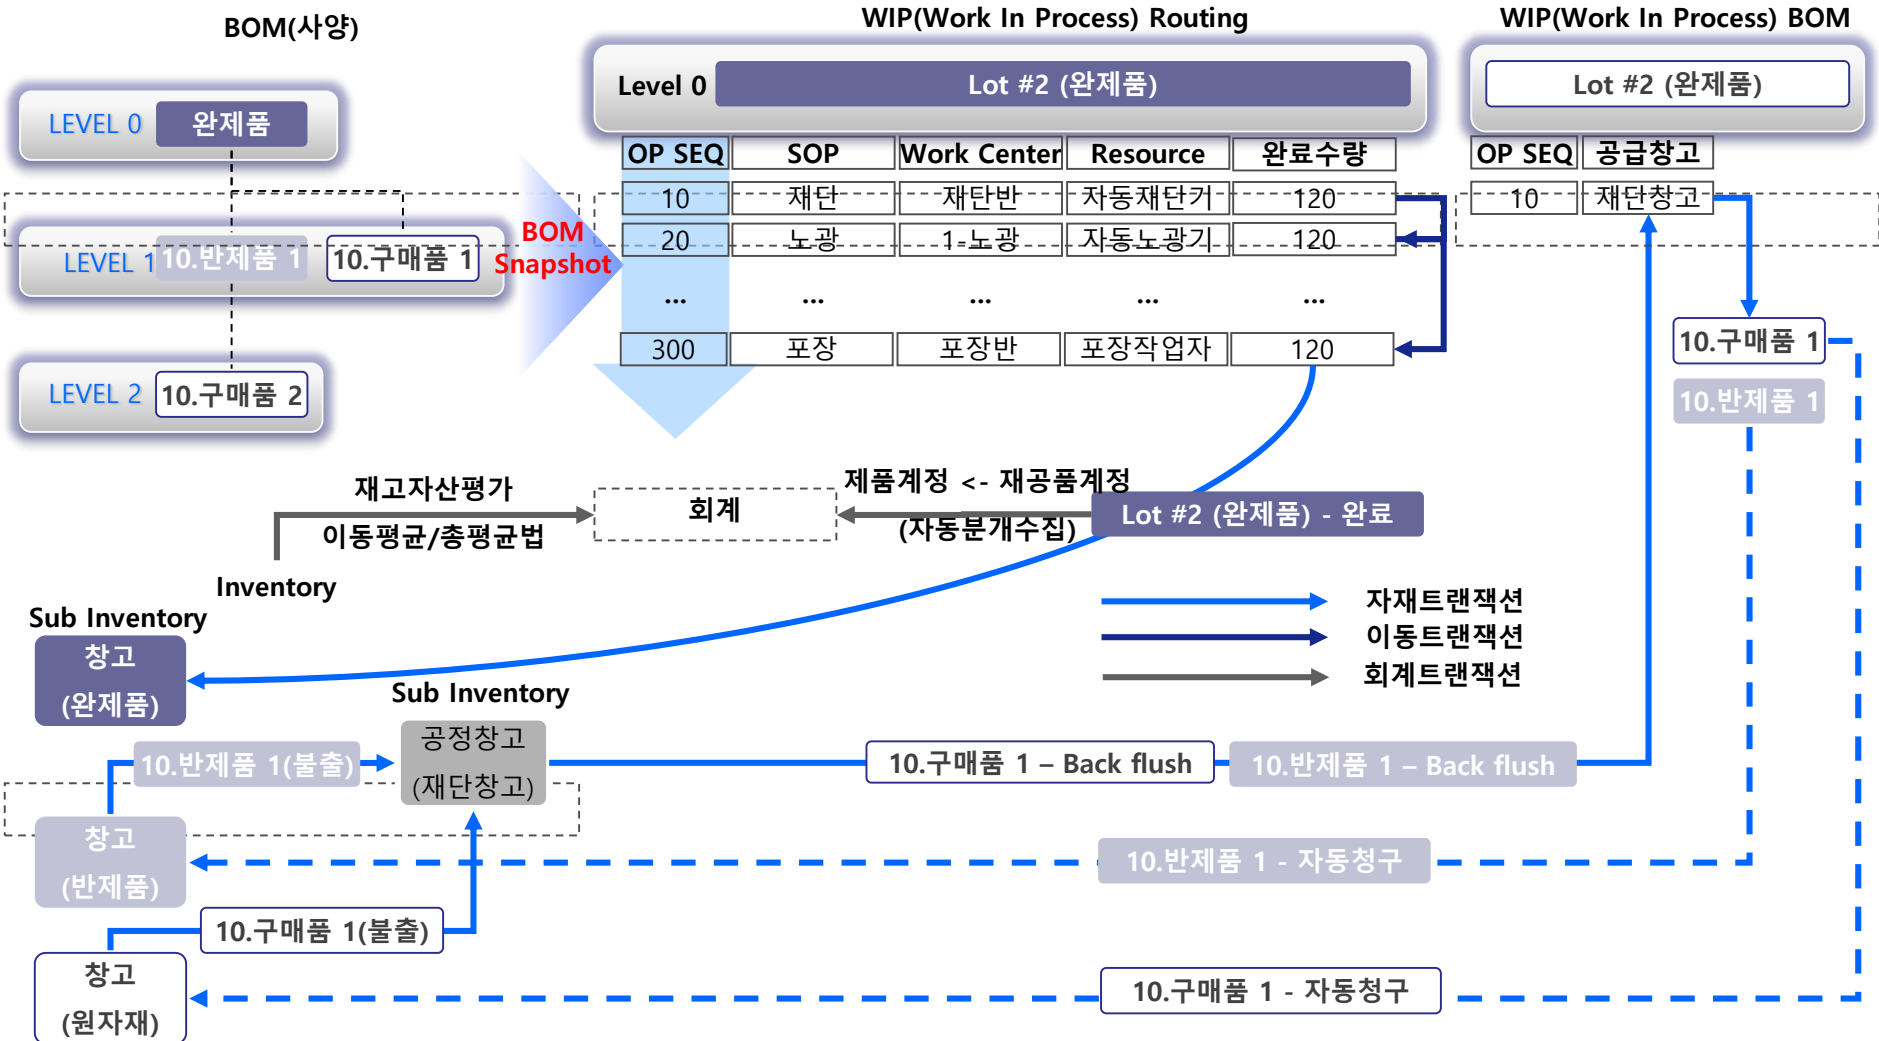 BOM(사양)
WIP(Work In Process) Routing
WIP(Work In Process) BOM
Level 0
Lot #2 (완제품)
Lot #2 (완제품)
LEVEL 0
완제품
OP SEQ
SOP
Work Center
Resource
완료수량
OP SEQ
공급창고
10
재단
재단반
자동재단기
120
10
재단창고
20
노광
1-노광
자동노광기
120
BOM
Snapshot
LEVEL 1
10.반제품 1
10.구매품 1
...
...
...
...
...
300
포장
포장반
포장작업자
120
10.구매품 1
10.반제품 1
LEVEL 2
10.구매품 2
재고자산평가
이동평균/총평균법
회계
제품계정 <- 재공품계정
(자동분개수집)
Lot #2 (완제품) - 완료
Inventory
Sub Inventory
창고
(완제품)
자재트랜잭션
이동트랜잭션
회계트랜잭션
Sub Inventory
공정창고
(재단창고)
10.반제품 1(불출)
10.구매품 1 – Back flush
10.반제품 1 – Back flush
창고
(반제품)
10.반제품 1 - 자동청구
10.구매품 1(불출)
창고
(원자재)
10.구매품 1 - 자동청구